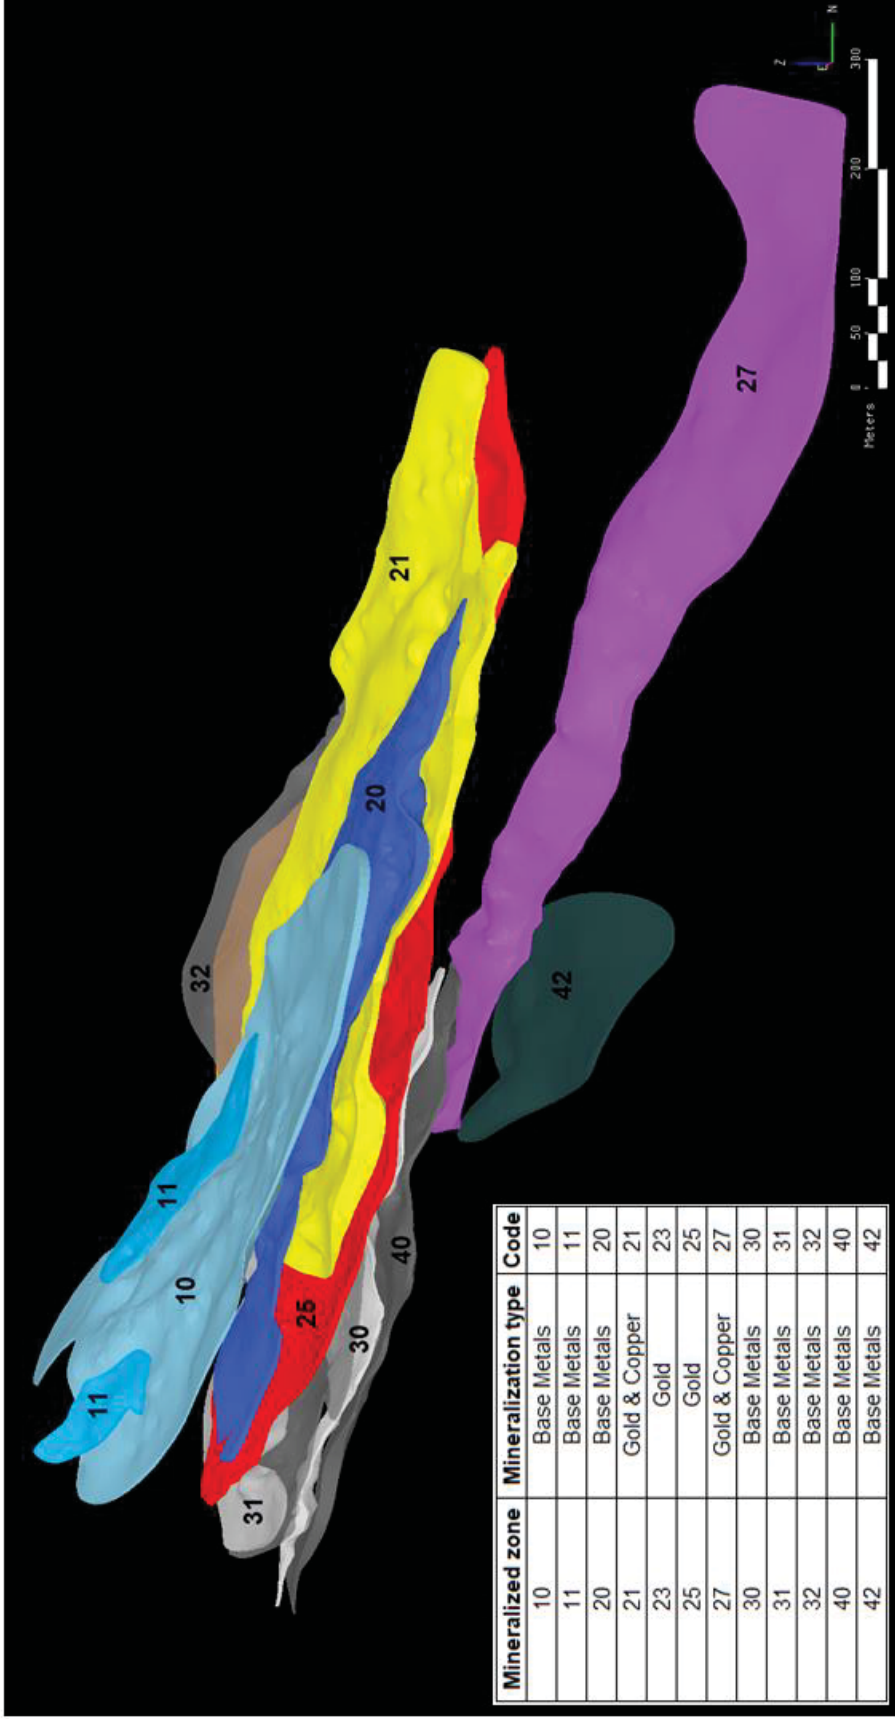 11
10
11
32
20
21
31
25
30
40
42
27
Z
E
N
Meters
0 50 100 200 300
Mineralized zone Mineralization type Code
10 Base Metals 10
11 Base Metals 11
20 Base Metals 20
21 Gold & Copper 21
23 Gold 23
25 Gold 25
27 Gold & Copper 27
30 Base Metals 30
31 Base Metals 31
32 Base Metals 32
40 Base Metals 40
42 Base Metals 42